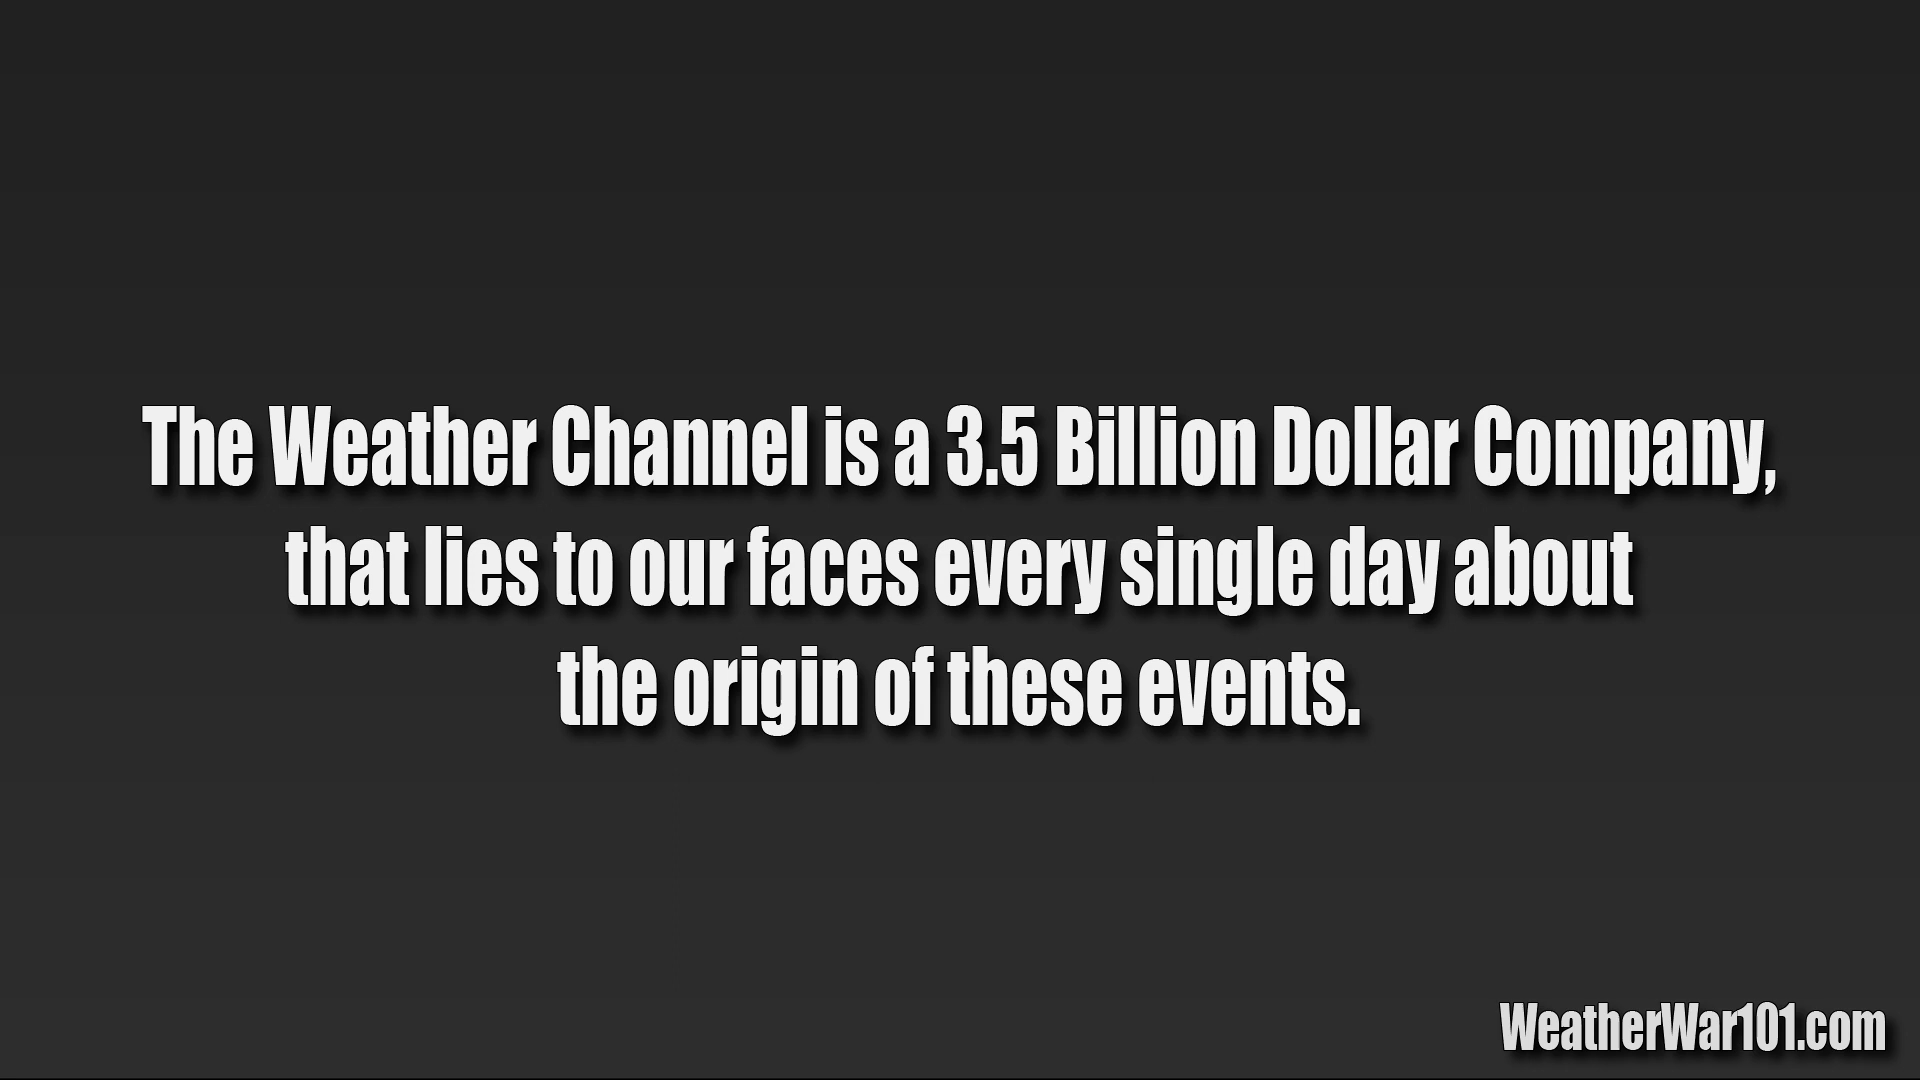 The Weather Channel is a 3.5 Billion Dollar Company,
that lies to our faces every single day about
the origin of these events.
WeatherWar101.com